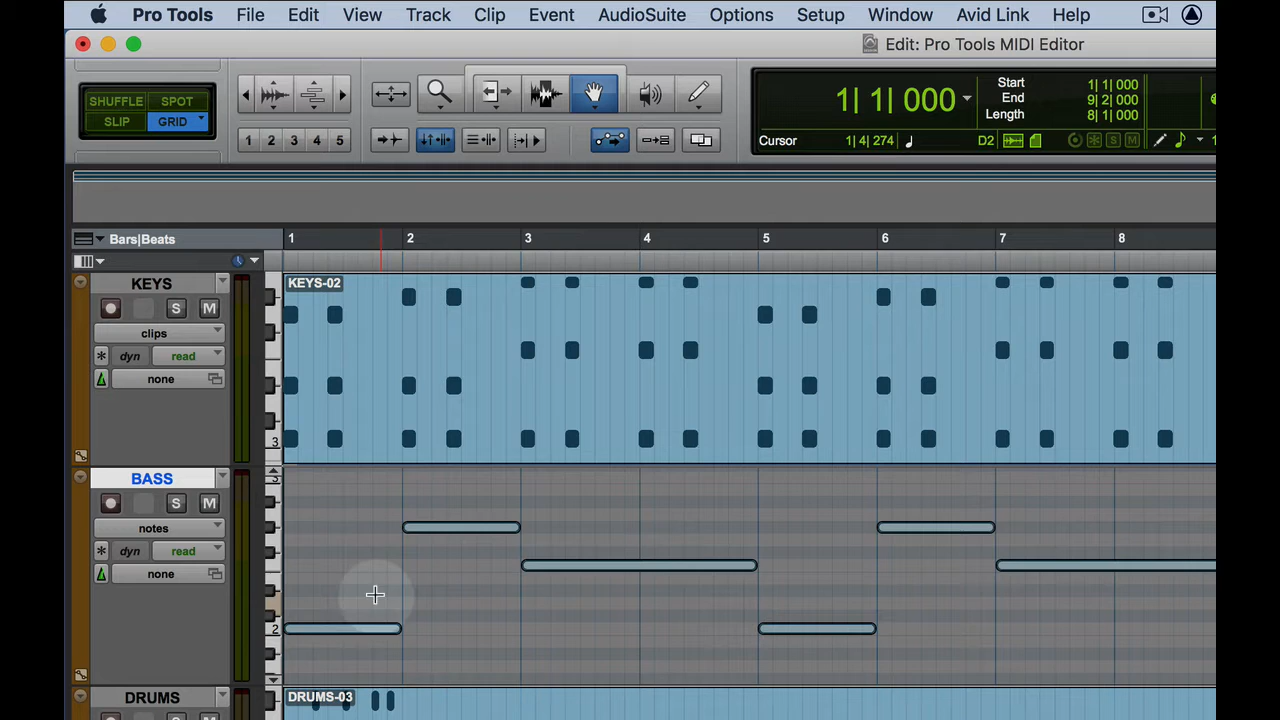 Pro Tools File Edit View Track Clip Event AudioSuite Options Setup Window Avid Link Help
Edit: Pro Tools MIDI Editor
SHUFFLE SPOT
SLIP GRID
1 2 3 4 5
1| 1| 000
Start 1| 1| 000
End 9| 2| 000
Length 8| 1| 000
Cursor 1| 4| 274 D2 S M
Bars|Beats 1 2 3 4 5 6 7 8
KEYS KEYS-02
S M
clips
* dyn read
none
3
BASS 3
S M
notes
* dyn read
none
2
DRUMS DRUMS-03